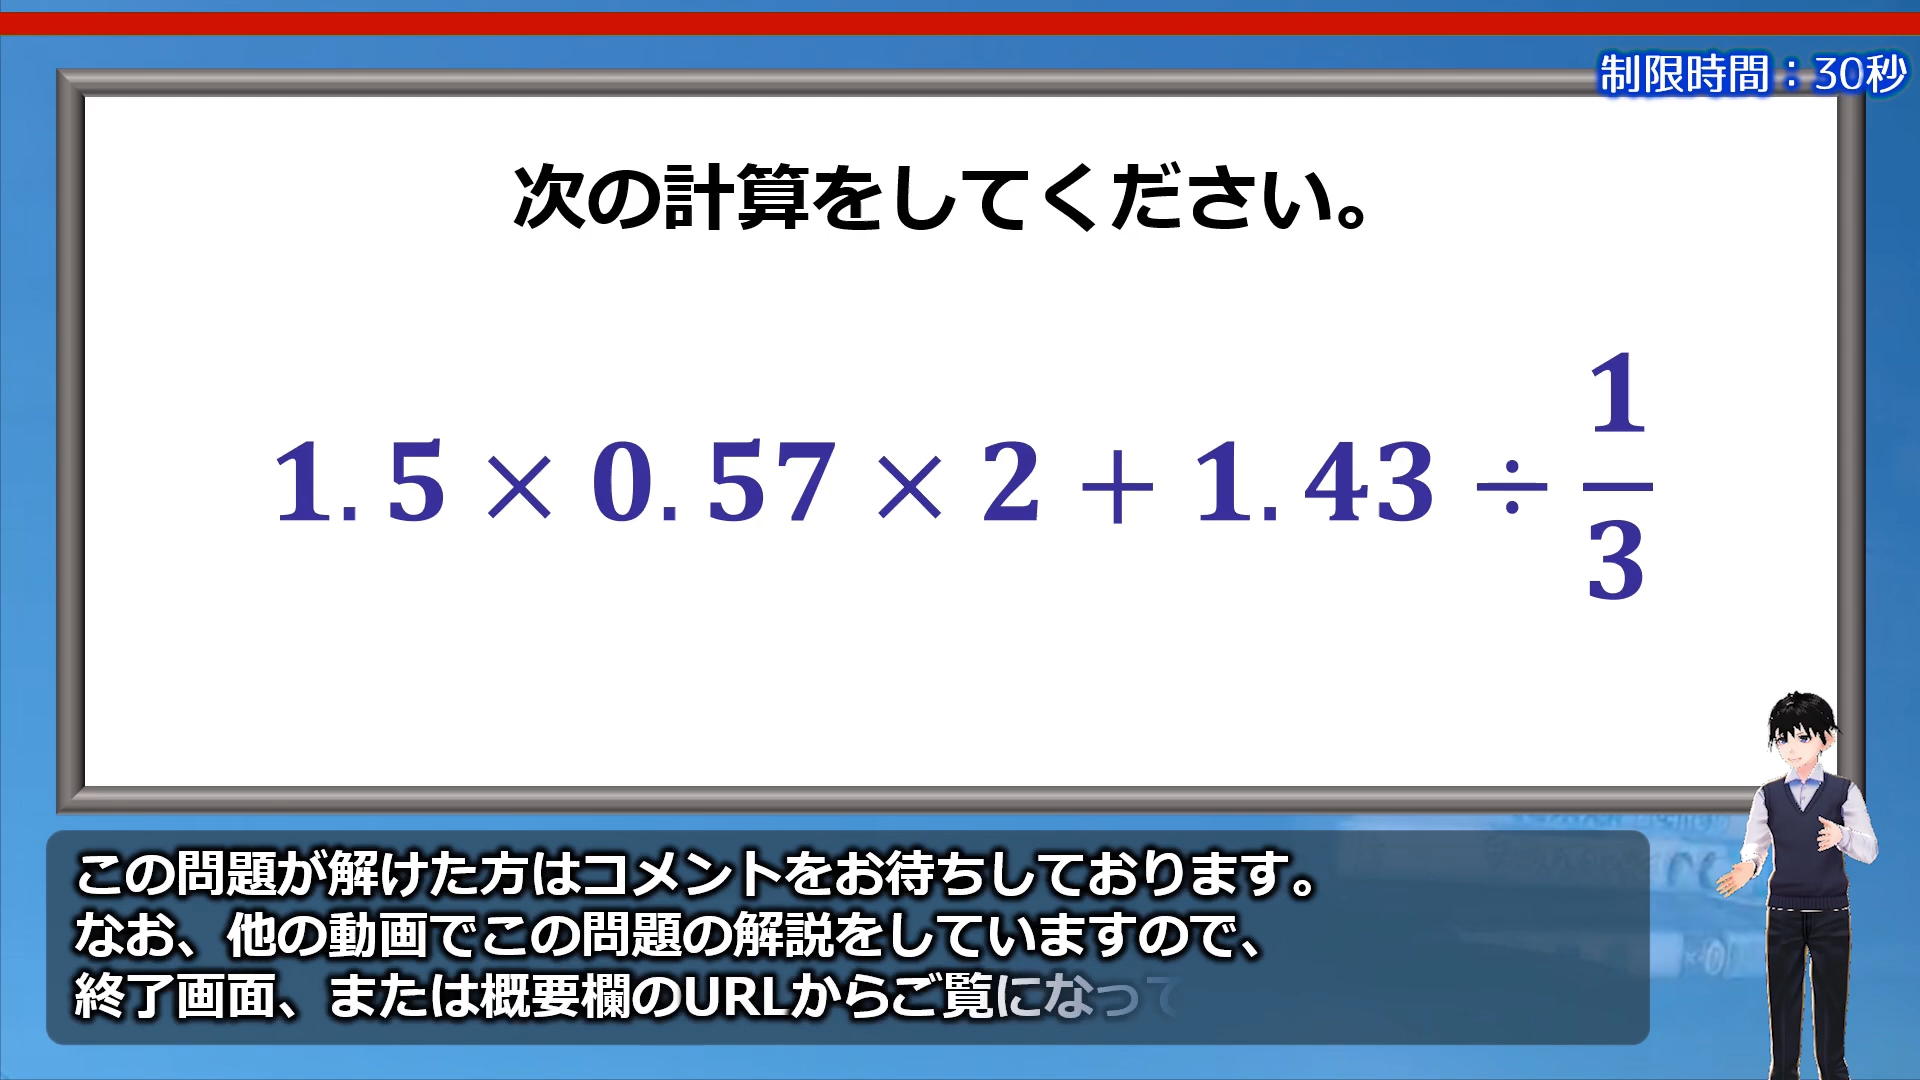 制限時間：30秒
次の計算をしてください。
1.5 × 0.57 × 2 + 1.43 ÷ 1/3
この問題が解けた方はコメントをお待ちしております。
なお、他の動画でこの問題の解説をしていますので、
終了画面、または概要欄のURLからご覧になって